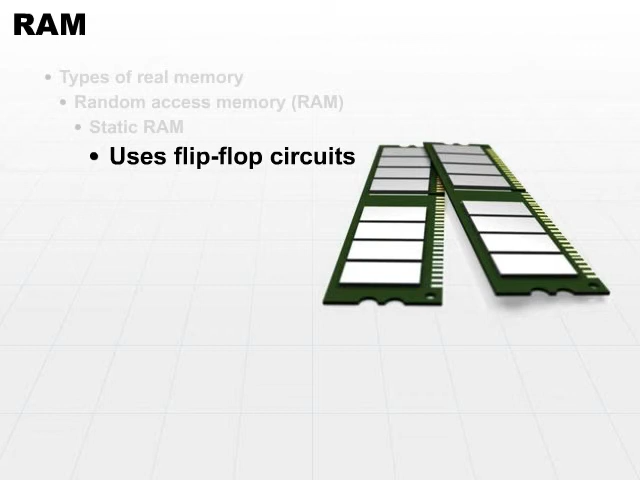 RAM
• Types of real memory
• Random access memory (RAM)
• Static RAM
• Uses flip-flop circuits